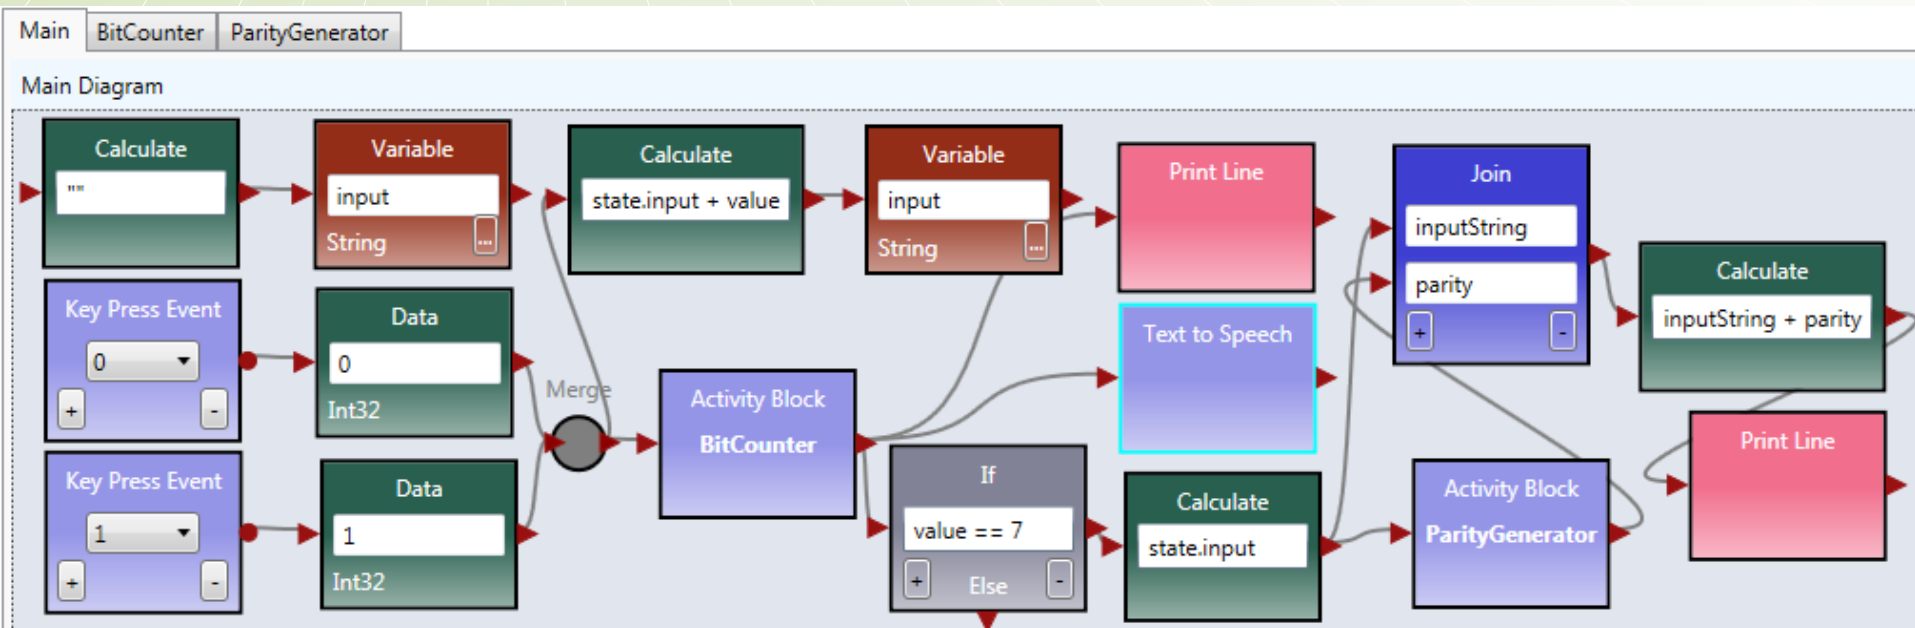 Main
BitCounter
ParityGenerator
Main Diagram
Calculate
""
Variable
input
String
...
Calculate
state.input + value
Variable
input
String
...
Print Line
Join
inputString
parity
+
-
Calculate
inputString + parity
Key Press Event
0
+
-
Data
0
Int32
Merge
Activity Block
BitCounter
Text to Speech
Key Press Event
1
+
-
Data
1
Int32
If
value == 7
+
Else
-
Calculate
state.input
Activity Block
ParityGenerator
Print Line